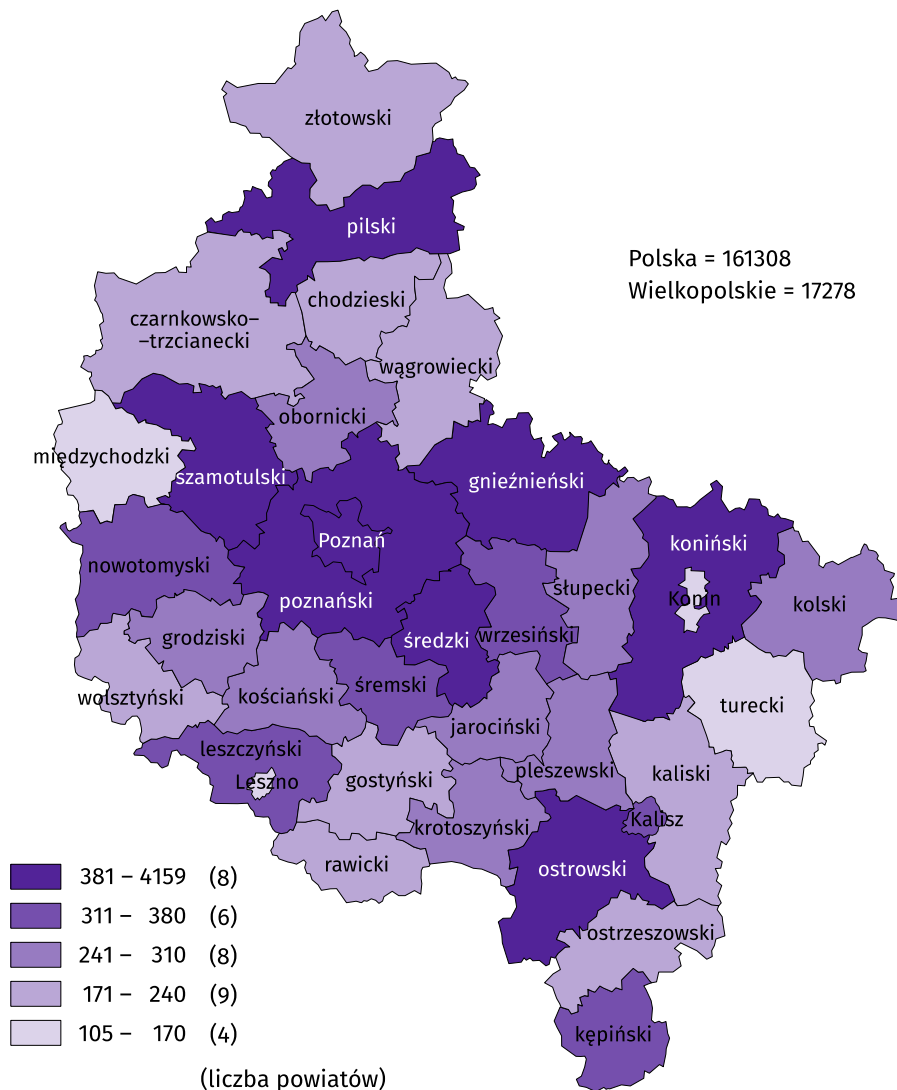 złotowski
pilski
Polska = 161308
Wielkopolskie = 17278
chodzieski
czarnkowsko–
–trzcianecki
wągrowiecki
obornicki
międzychodzki
szamotulski
gnieźnieński
Poznań
koniński
nowotomyski
słupecki
Konin
kolski
poznański
grodziski
średzki
wrzesiński
śremski
wolsztyński
kościański
turecki
jarociński
leszczyński
pleszewski
kaliski
Leszno
gostyński
Kalisz
krotoszyński
rawicki
ostrowski
381 – 4159 (8)
311 – 380 (6)
ostrzeszowski
241 – 310 (8)
171 – 240 (9)
105 – 170 (4)
kępiński
(liczba powiatów)